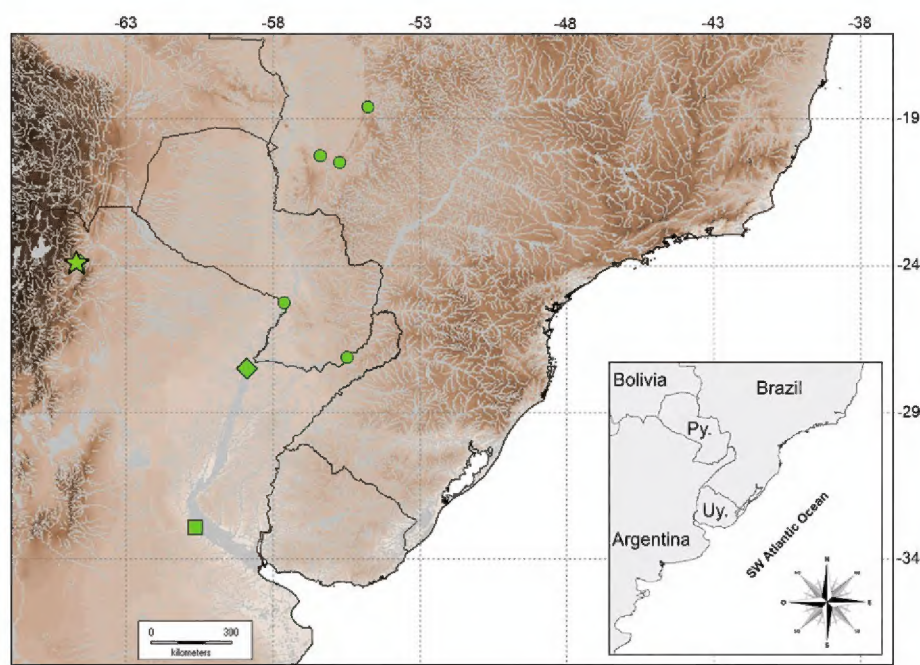 -63 -58 -53 -48 -43 -38
-19
-24
-29
-34
Bolivia
Brazil
Py.
Uy.
Argentina
SW Atlantic Ocean
N
O
E
S
0 300
kilometers